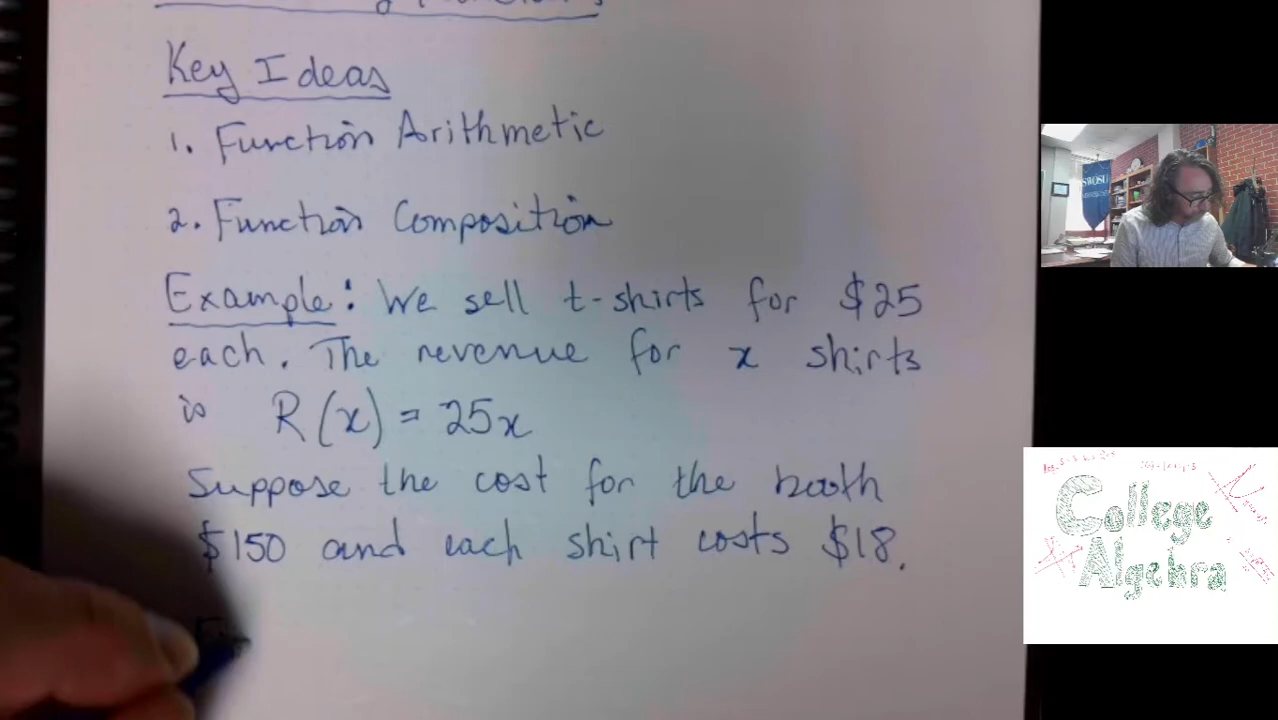 Key Ideas
1. Function Arithmetic
2. Function Composition
Example: We sell t-shirts for $25
each. The revenue for x shirts
is R(x) = 25x
Suppose the cost for the booth
$150 and each shirt costs $18.
SWOSU
College
Algebra